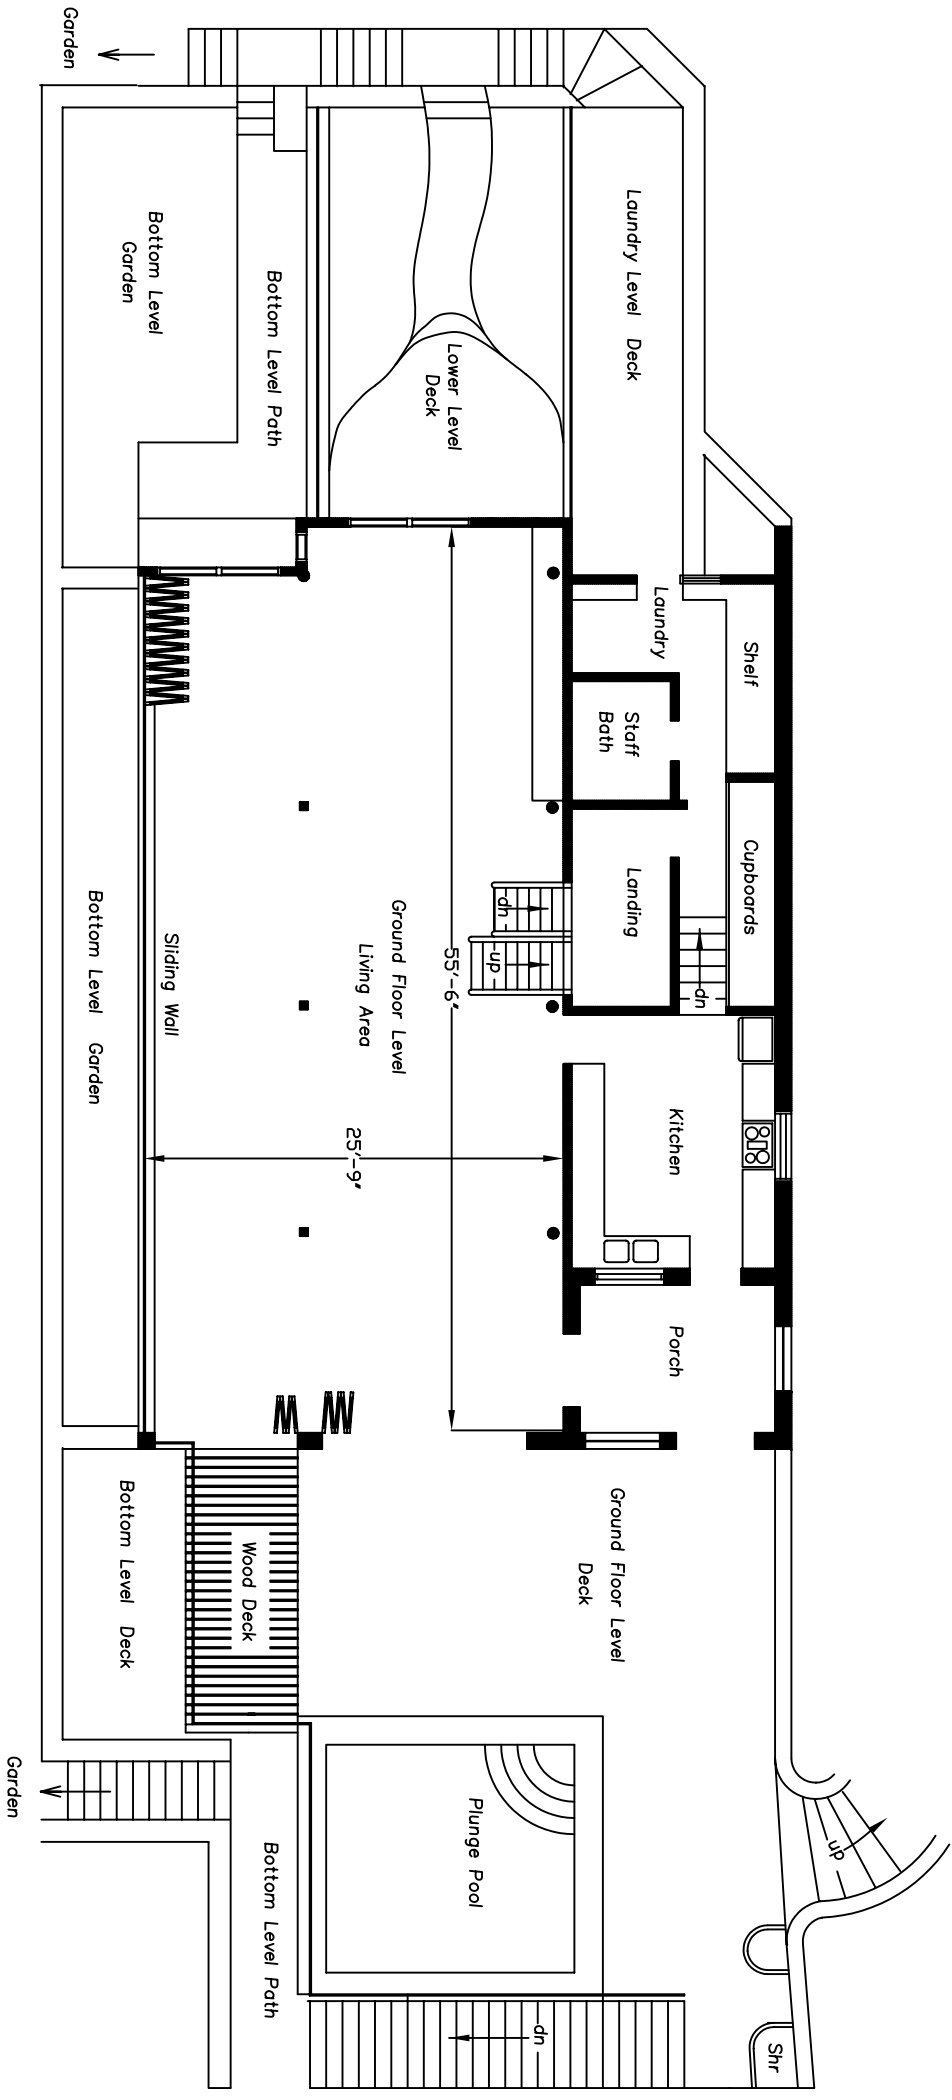 Garden
Laundry Level Deck
Bottom Level
Garden
Bottom Level Path
Lower Level
Deck
Laundry
Shelf
Staff
Bath
Cupboards
Landing
dn
dn
up
dn
Ground Floor Level
Living Area
55'-6"
Sliding Wall
Bottom Level Garden
Kitchen
25'-9"
Porch
Ground Floor Level
Deck
Wood Deck
Bottom Level Deck
Garden
Plunge Pool
up
Bottom Level Path
dn
Shr